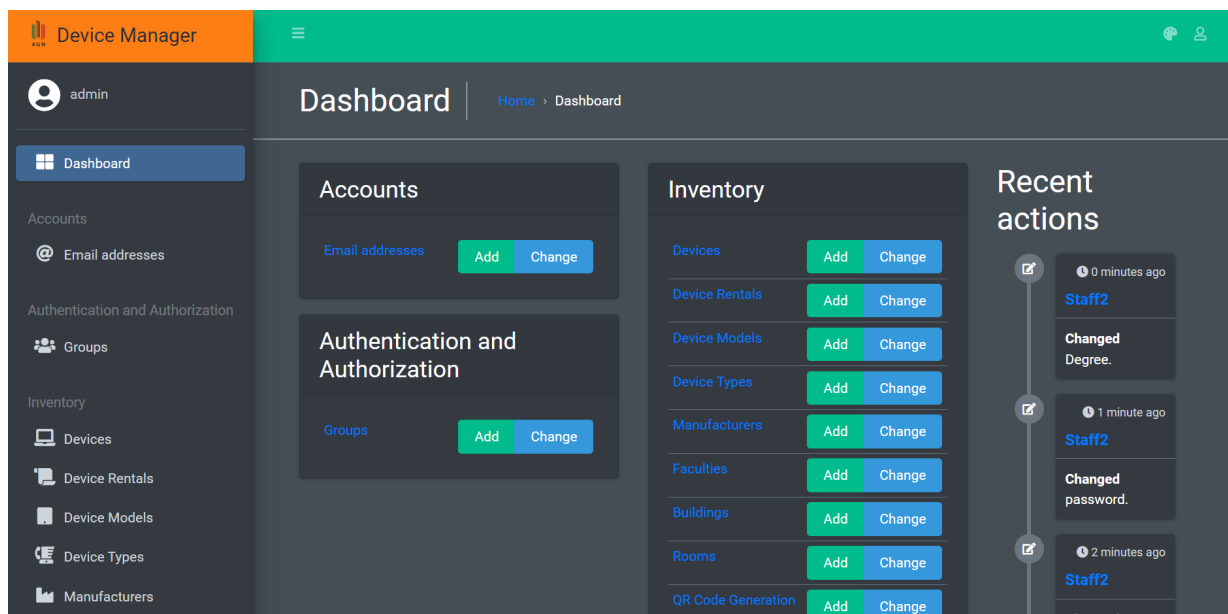 AGH
Device Manager
admin
Dashboard
Accounts
Email addresses
Authentication and Authorization
Groups
Inventory
Devices
Device Rentals
Device Models
Device Types
Manufacturers
Dashboard
Home › Dashboard
Accounts
Email addresses Add Change
Authentication and
Authorization
Groups Add Change
Inventory
Devices Add Change
Device Rentals Add Change
Device Models Add Change
Device Types Add Change
Manufacturers Add Change
Faculties Add Change
Buildings Add Change
Rooms Add Change
QR Code Generation Add Change
Recent
actions
0 minutes ago
Staff2
Changed
Degree.
1 minute ago
Staff2
Changed
password.
2 minutes ago
Staff2